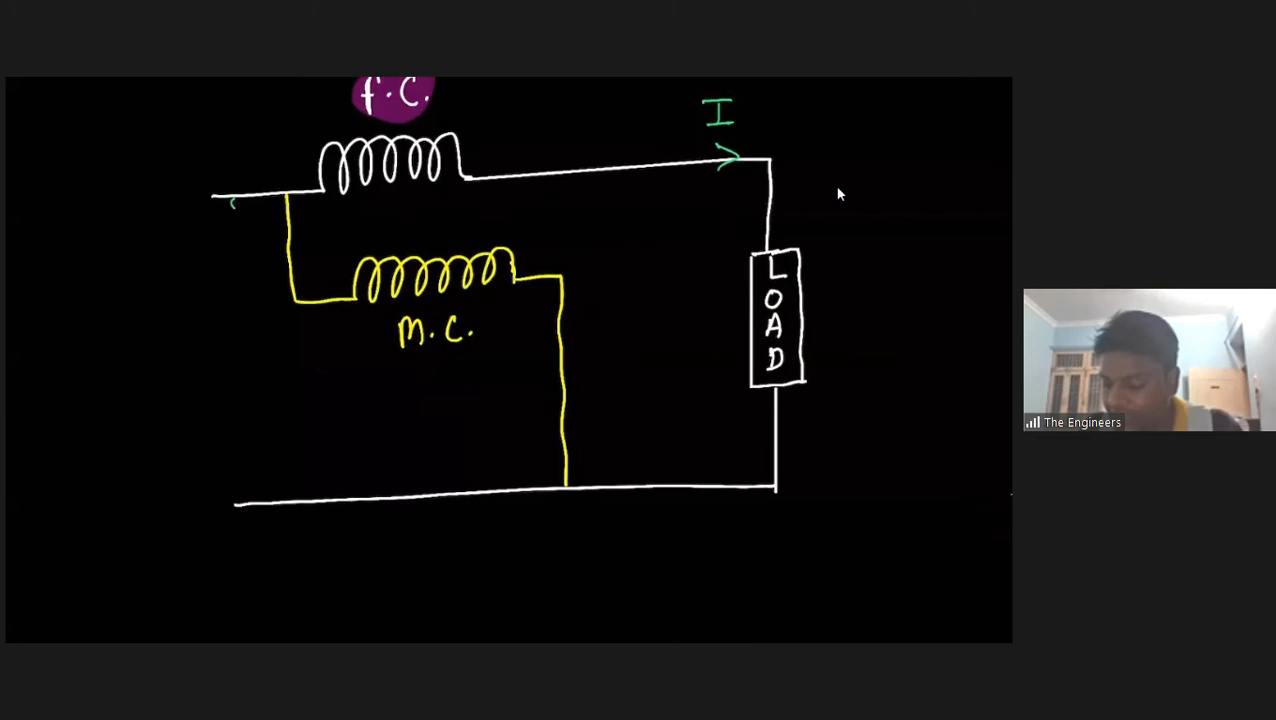 f.C.
I
M.C.
LOAD
The Engineers